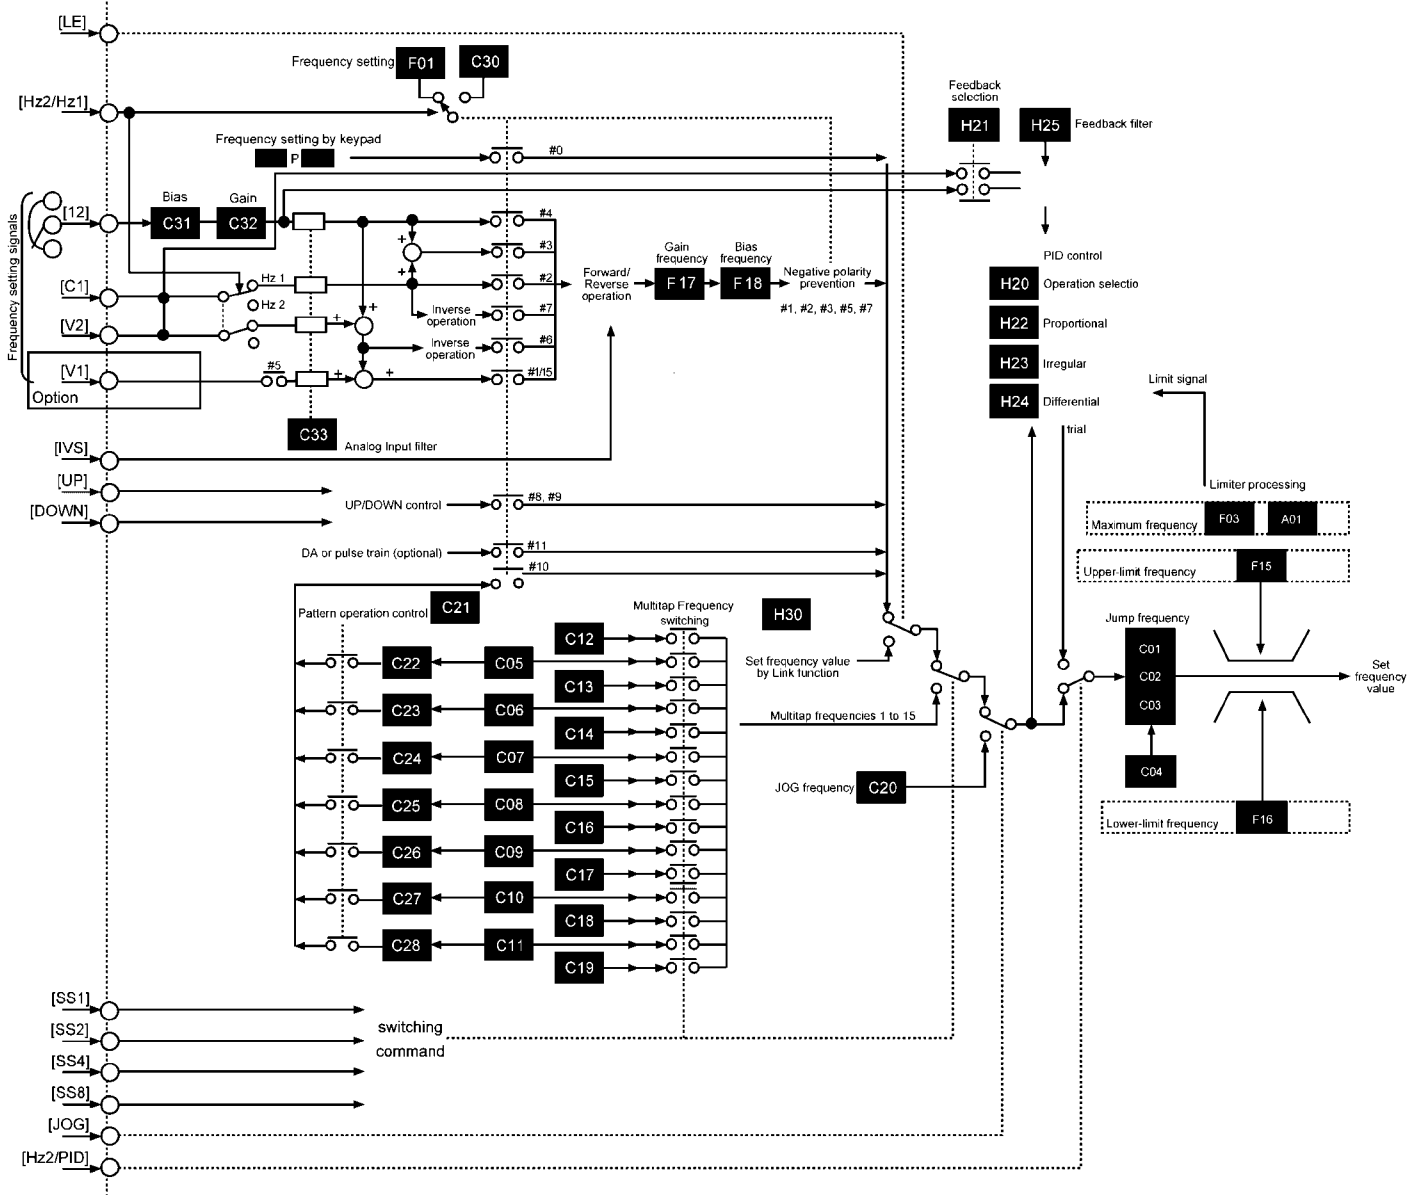 [LE]
Frequency setting
F01
C30
[Hz2/Hz1]
Feedback
selection
H21
H25
Feedback filter
Frequency setting by keypad
P
#0
Frequency setting signals
[12]
Bias
C31
Gain
C32
#4
#3
[C1]
Hz 1
#2
Forward/
Reverse
operation
Gain
frequency
F 17
Bias
frequency
F18
Negative polarity
prevention
#1, #2, #3, #5, #7
PID control
H20
Operation selectio
Hz 2
Inverse
operation
#7
H22
Proportional
[V2]
Inverse
operation
#6
H23
Irregular
[V1]
Option
#5
#1/15
H24
Differential
trial
Limit signal
C33
Analog Input filter
[IVS]
[UP]
[DOWN]
UP/DOWN control
#8, #9
Limiter processing
Maximum frequency
F03
A01
DA or pulse train (optional)
#11
#10
Upper-limit frequency
F15
Pattern operation control
C21
Multitap Frequency
switching
H30
Jump frequency
C01
C02
C03
C04
Set
frequency
value
C12
C22
C05
Set frequency value
by Link function
C13
C23
C06
Multitap frequencies 1 to 15
C14
C24
C07
C15
JOG frequency
C20
C25
C08
Lower-limit frequency
F16
C16
C26
C09
C17
C27
C10
C18
C28
C11
C19
[SS1]
[SS2]
switching
command
[SS4]
[SS8]
[JOG]
[Hz2/PID]
+
+
+
+
+
+